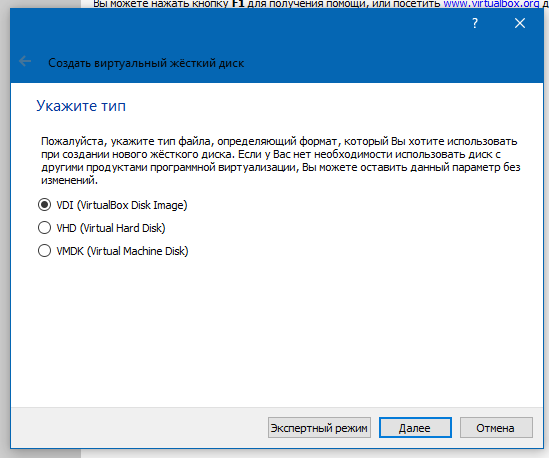 Вы можете нажать кнопку F1 для получения помощи, или посетить www.virtualbox.org д
?
Создать виртуальный жёсткий диск
Укажите тип
Пожалуйста, укажите тип файла, определяющий формат, который Вы хотите использовать
при создании нового жёсткого диска. Если у Вас нет необходимости использовать диск с
другими продуктами программной виртуализации, Вы можете оставить данный параметр без
изменений.
VDI (VirtualBox Disk Image)
VHD (Virtual Hard Disk)
VMDK (Virtual Machine Disk)
Экспертный режим Далее Отмена